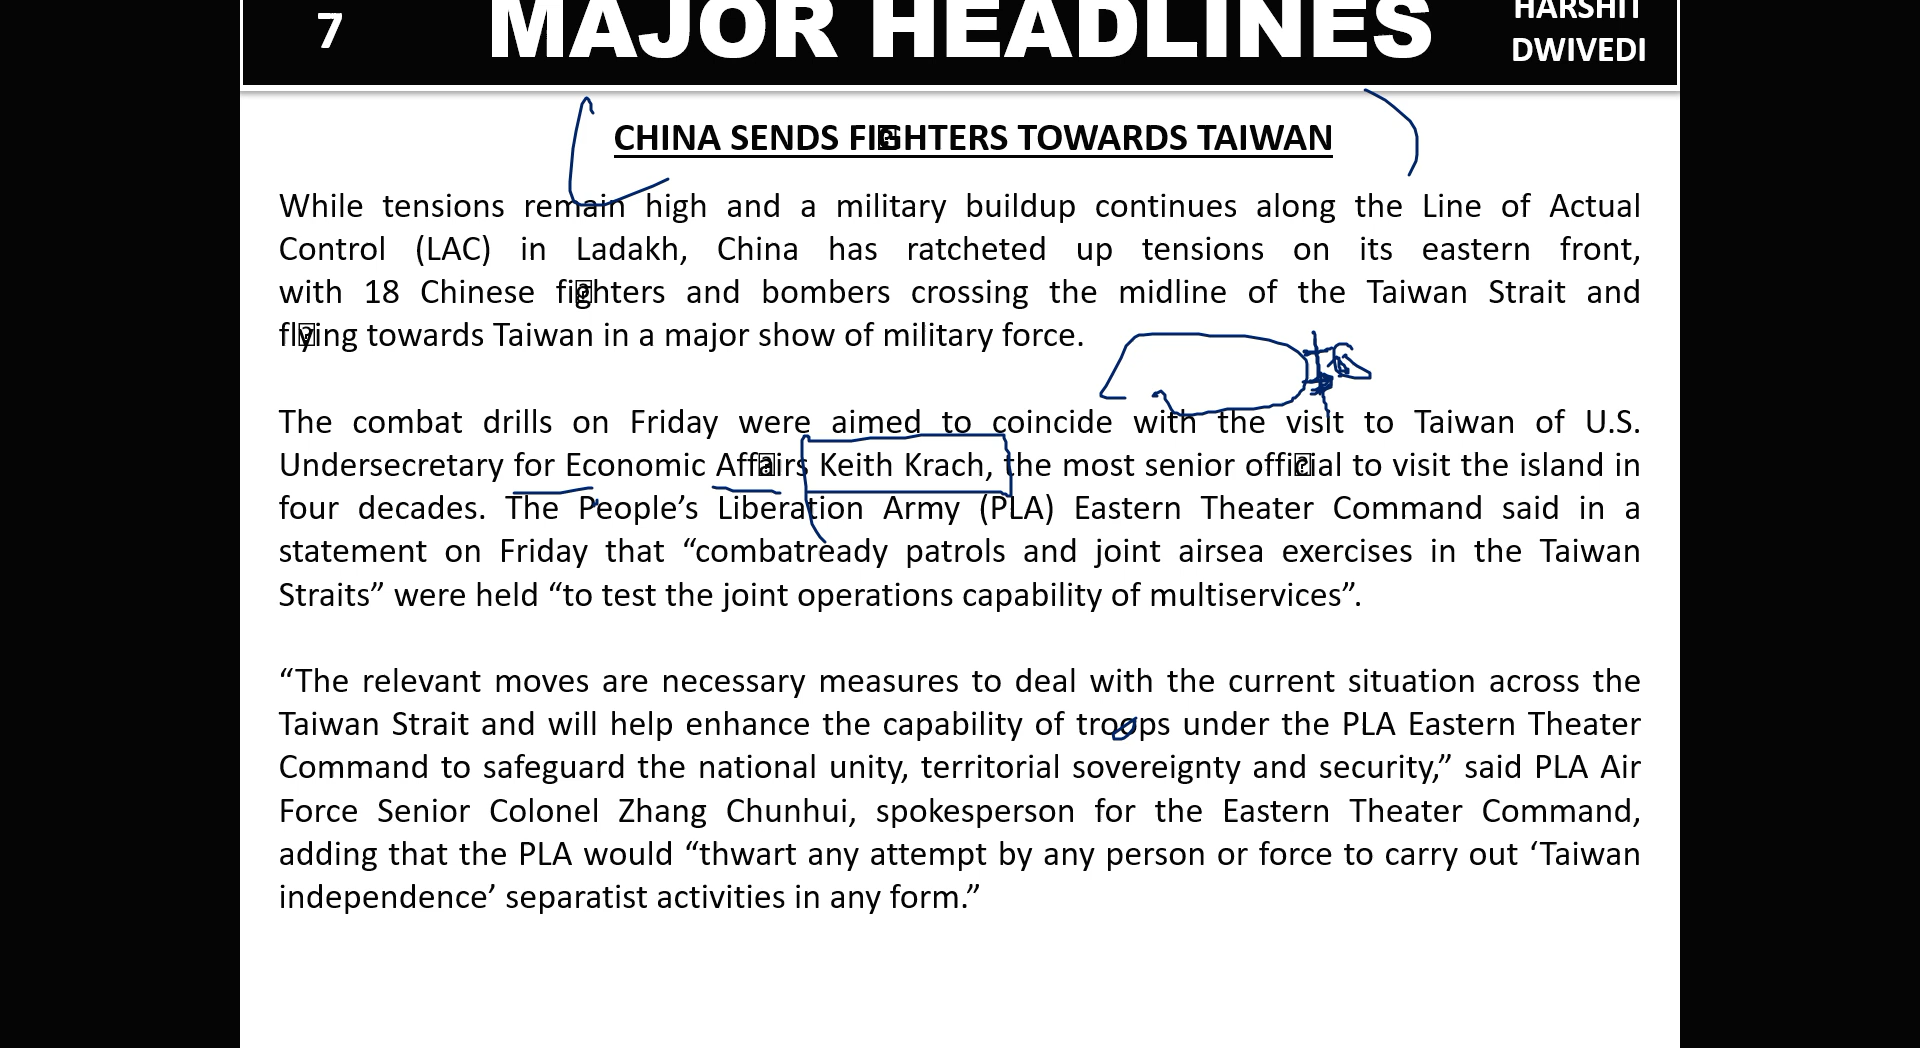 7
MAJOR HEADLINES
HARSHIT
DWIVEDI
CHINA SENDS FIGHTERS TOWARDS TAIWAN
While tensions remain high and a military buildup continues along the Line of Actual
Control (LAC) in Ladakh, China has ratcheted up tensions on its eastern front,
with 18 Chinese fighters and bombers crossing the midline of the Taiwan Strait and
flying towards Taiwan in a major show of military force.
The combat drills on Friday were aimed to coincide with the visit to Taiwan of U.S.
Undersecretary for Economic Affairs Keith Krach, the most senior official to visit the island in
four decades. The People’s Liberation Army (PLA) Eastern Theater Command said in a
statement on Friday that “combatready patrols and joint airsea exercises in the Taiwan
Straits” were held “to test the joint operations capability of multiservices”.
“The relevant moves are necessary measures to deal with the current situation across the
Taiwan Strait and will help enhance the capability of troops under the PLA Eastern Theater
Command to safeguard the national unity, territorial sovereignty and security,” said PLA Air
Force Senior Colonel Zhang Chunhui, spokesperson for the Eastern Theater Command,
adding that the PLA would “thwart any attempt by any person or force to carry out ‘Taiwan
independence’ separatist activities in any form.”